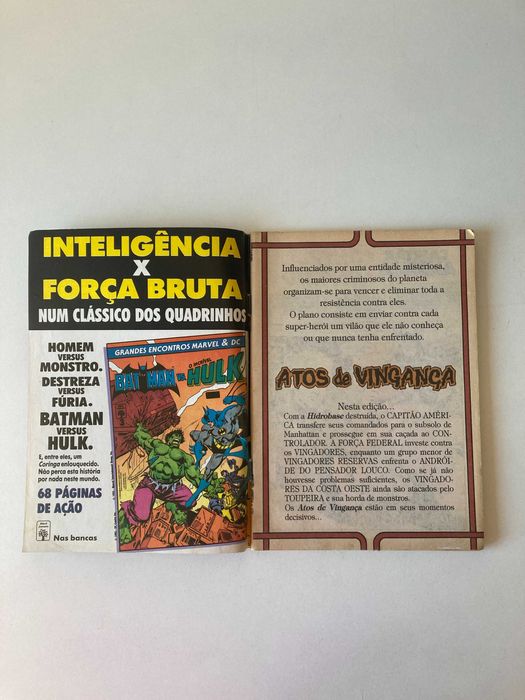 INTELIGÊNCIA
X
FORÇA BRUTA
NUM CLÁSSICO DOS QUADRINHOS
HOMEM
VERSUS
MONSTRO.
DESTREZA
VERSUS
FÚRIA.
BATMAN
VERSUS
HULK.
E, entre eles, um
Coringa enlouquecido.
Não perca esta história
por nada neste mundo.
68 PÁGINAS
DE AÇÃO
Nas bancas
GRANDES ENCONTROS MARVEL & DC
BATMAN vs. O INCRÍVEL HULK
3
Influenciados por uma entidade misteriosa,
os maiores criminosos do planeta
organizam-se para vencer e eliminar toda a
resistência contra eles.
O plano consiste em enviar contra cada
super-herói um vilão que ele não conheça
ou que nunca tenha enfrentado.
ATOS de VINGANÇA
Nesta edição...
Com a Hidrobase destruída, o CAPITÃO AMÉRI-
CA transfere seus comandados para o subsolo de
Manhattan e prossegue em sua caçada ao CON-
TROLADOR. A FORÇA FEDERAL investe contra
os VINGADORES, enquanto um grupo menor de
VINGADORES RESERVAS enfrenta o ANDRÓI-
DE DO PENSADOR LOUCO. Como se já não
houvesse problemas suficientes, os VINGADO-
RES DA COSTA OESTE ainda são atacados pelo
TOUPEIRA e sua horda de monstros.
Os Atos de Vingança estão em seus momentos
decisivos...